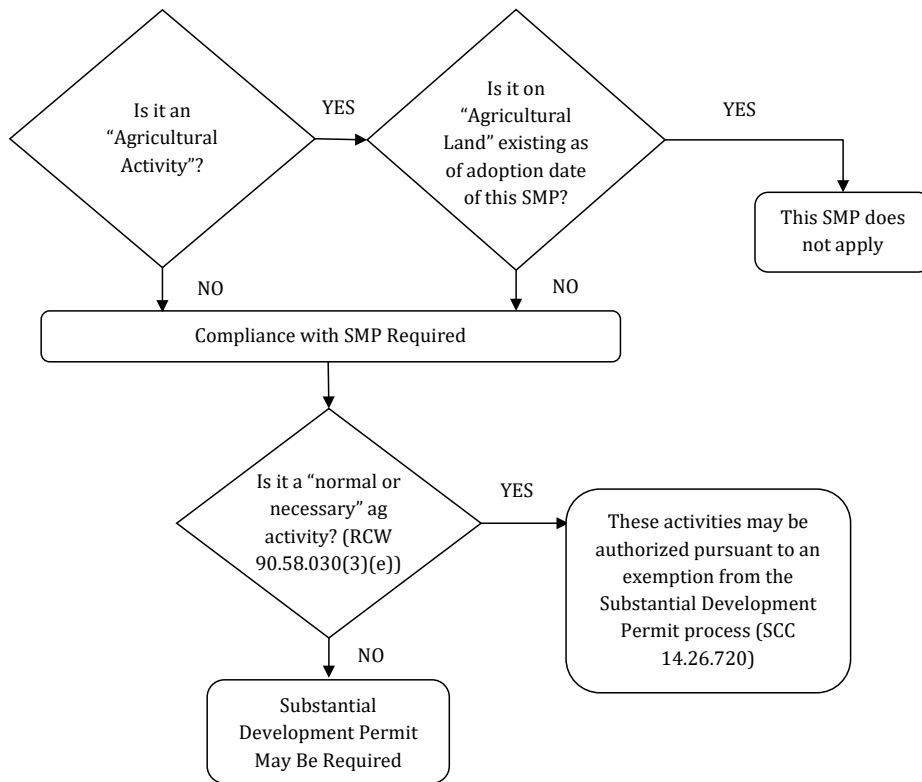 Is it an
“Agricultural
Activity”?
YES
Is it on
“Agricultural
Land” existing as
of adoption date
of this SMP?
YES
This SMP does
not apply
NO
NO
Compliance with SMP Required
Is it a “normal or
necessary” ag
activity? (RCW
90.58.030(3)(e))
YES
These activities may be
authorized pursuant to an
exemption from the
Substantial Development
Permit process (SCC
14.26.720)
NO
Substantial
Development Permit
May Be Required